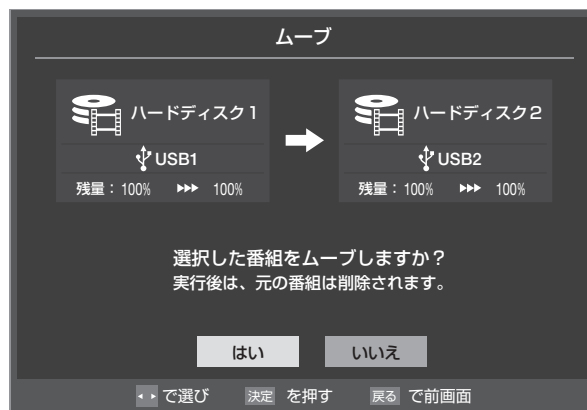 ムーブ
ハードディスク1
USB1
残量：100% ▶▶▶ 100%
ハードディスク2
USB2
残量：100% ▶▶▶ 100%
選択した番組をムーブしますか？
実行後は、元の番組は削除されます。
はい いいえ
で選び 決定 を押す 戻る で前画面